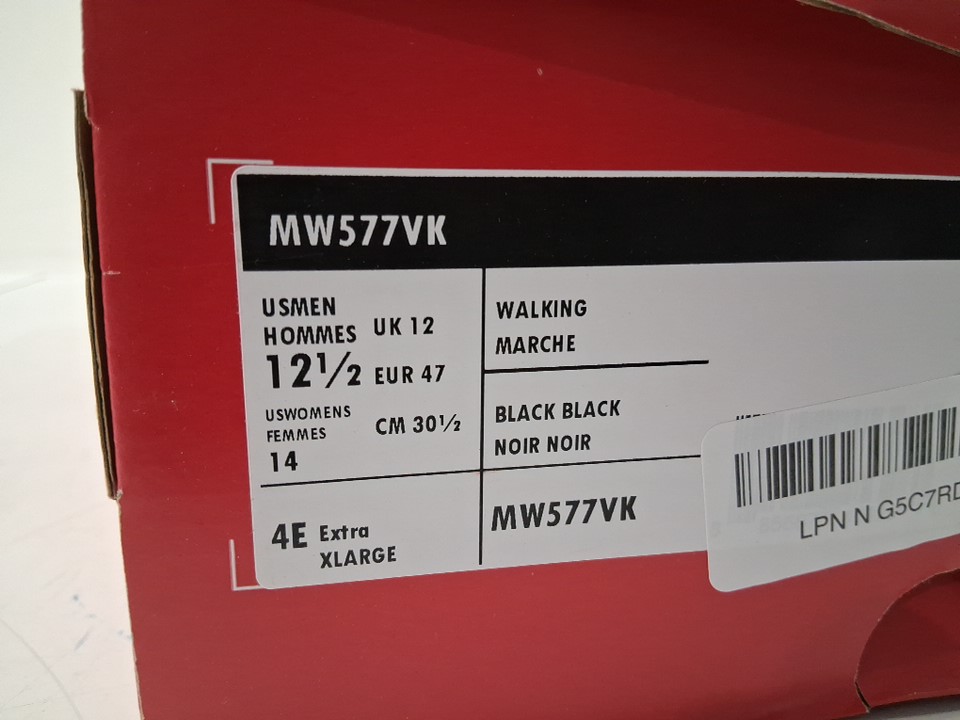 MW577VK
USMEN
HOMMES
12½
UK 12
EUR 47
USWOMENS
FEMMES
14
CM 30½
4E Extra
XLARGE
WALKING
MARCHE
BLACK BLACK
NOIR NOIR
MW577VK
LPN N G5C7RD